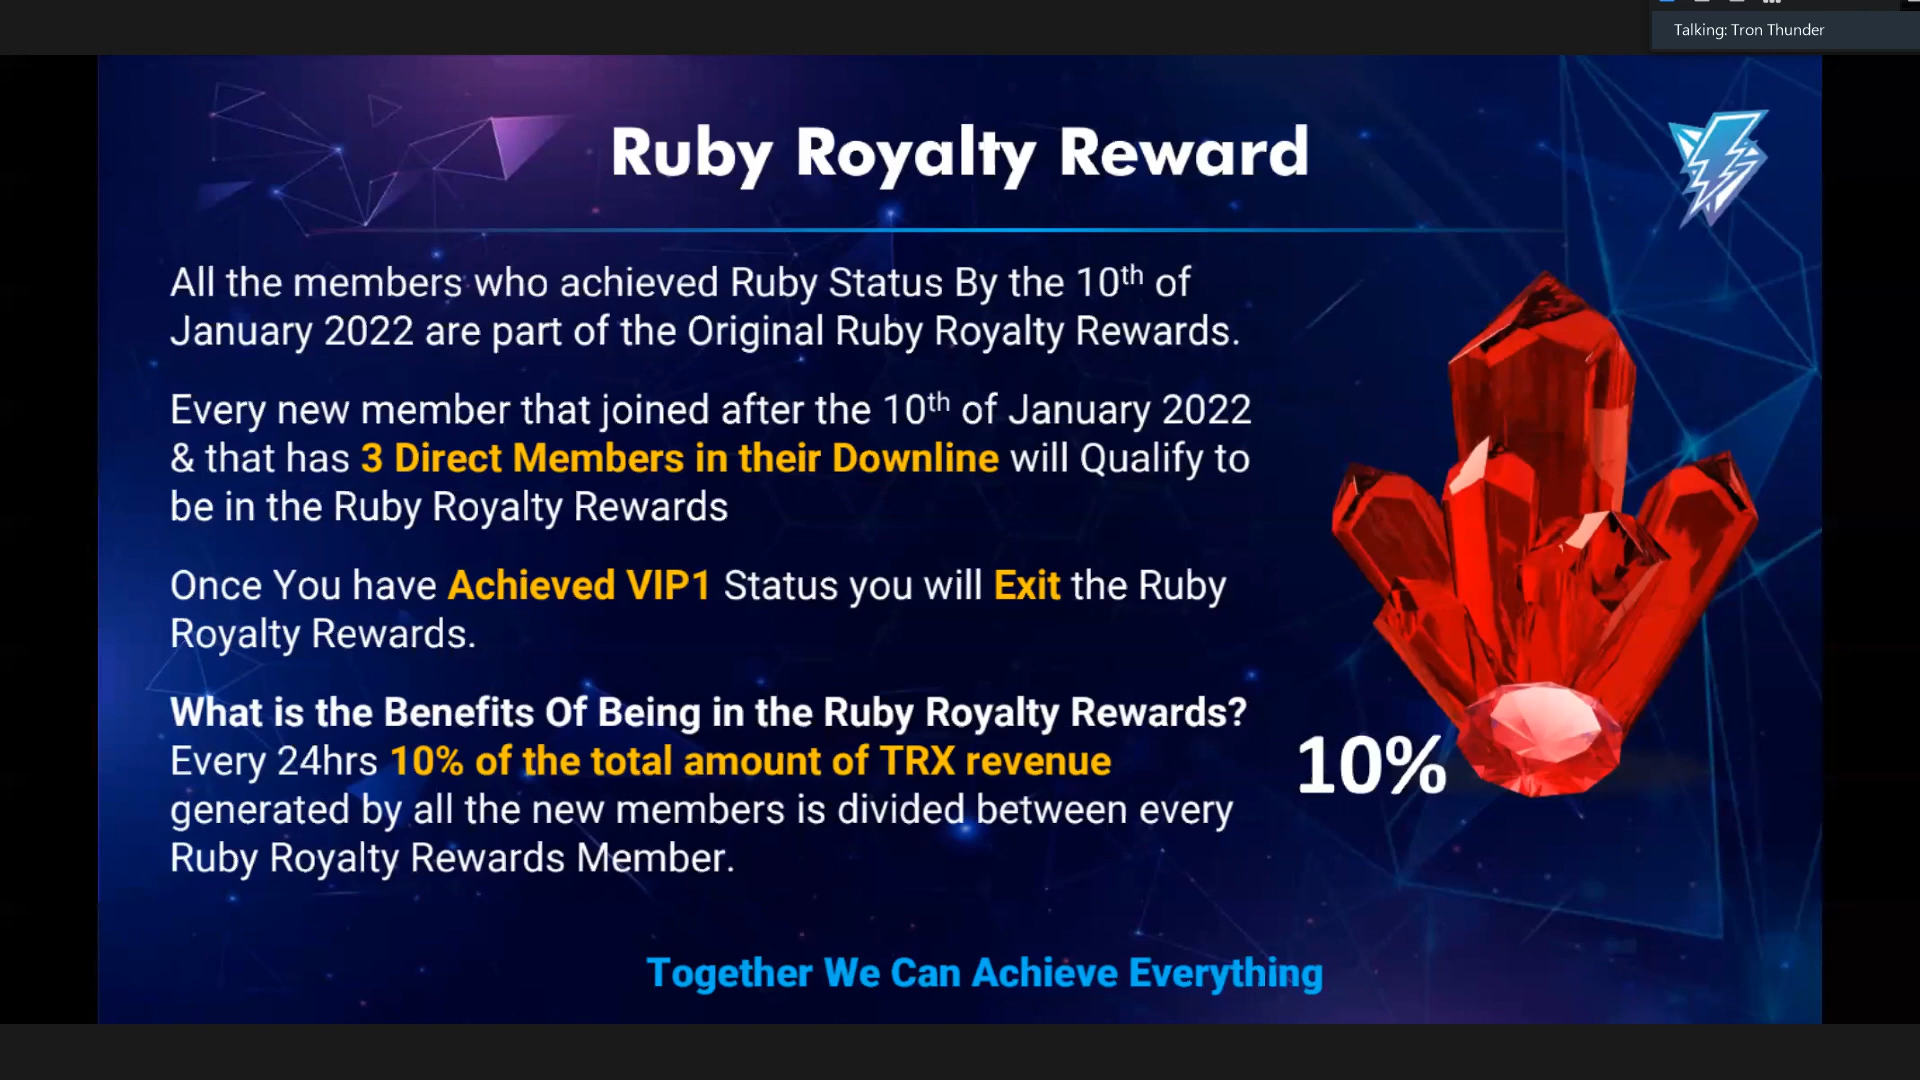 Talking: Tron Thunder
Ruby Royalty Reward
All the members who achieved Ruby Status By the 10th of
January 2022 are part of the Original Ruby Royalty Rewards.
Every new member that joined after the 10th of January 2022
& that has 3 Direct Members in their Downline will Qualify to
be in the Ruby Royalty Rewards
Once You have Achieved VIP1 Status you will Exit the Ruby
Royalty Rewards.
What is the Benefits Of Being in the Ruby Royalty Rewards?
Every 24hrs 10% of the total amount of TRX revenue
generated by all the new members is divided between every
Ruby Royalty Rewards Member.
10%
Together We Can Achieve Everything